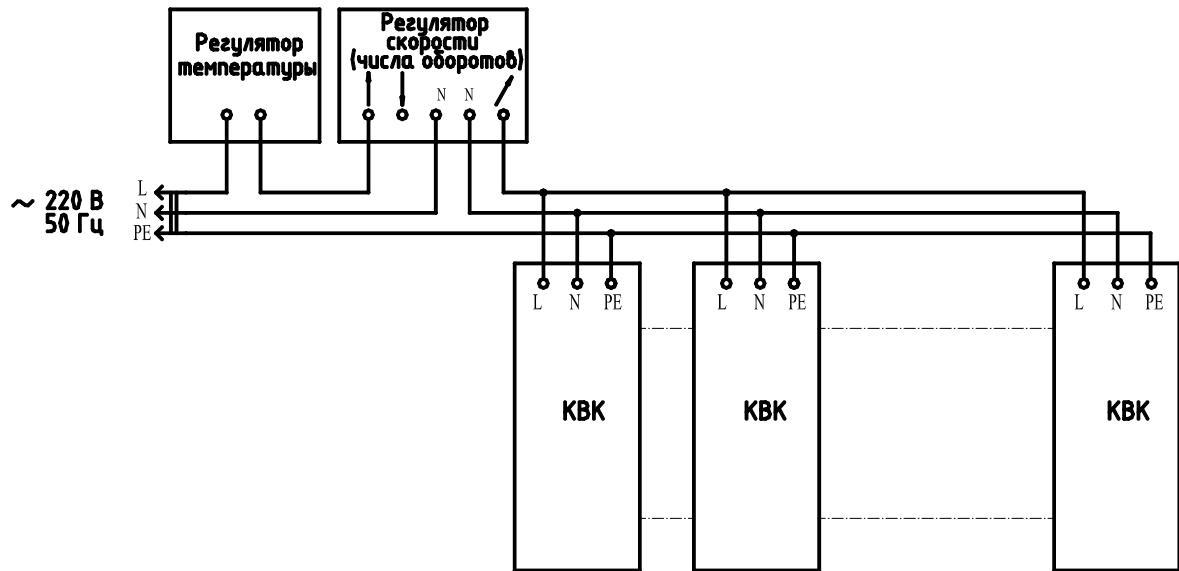 Регулятор
температуры
Регулятор
скорости
(числа оборотов)
N N
~ 220 В
50 Гц
L
N
PE
L N PE
L N PE
L N PE
КВК
КВК
КВК